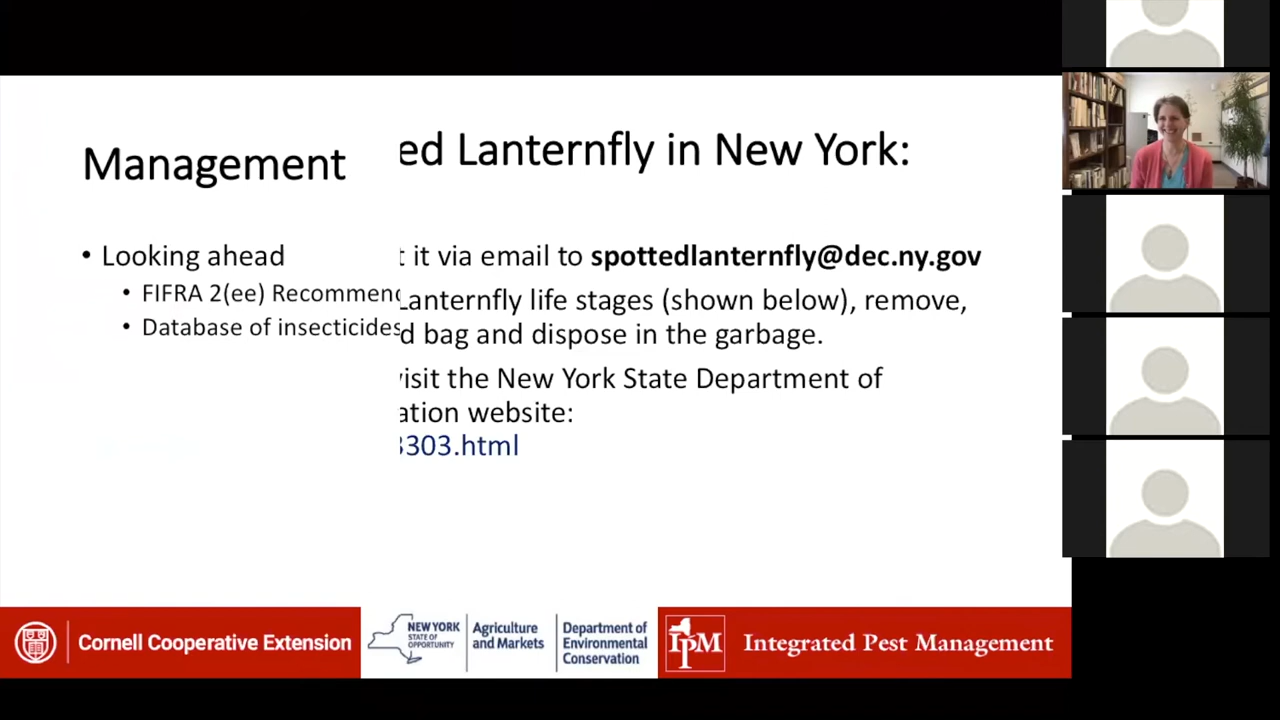 Management
ed Lanternfly in New York:
• Looking ahead
t it via email to spottedlanternfly@dec.ny.gov
• FIFRA 2(ee) Recommend
Lanternfly life stages (shown below), remove,
• Database of insecticides
d bag and dispose in the garbage.
visit the New York State Department of
ation website:
3303.html
Cornell Cooperative Extension
NEW YORK
STATE OF
OPPORTUNITY
Agriculture
and Markets
Department of
Environmental
Conservation
IPM
Integrated Pest Management